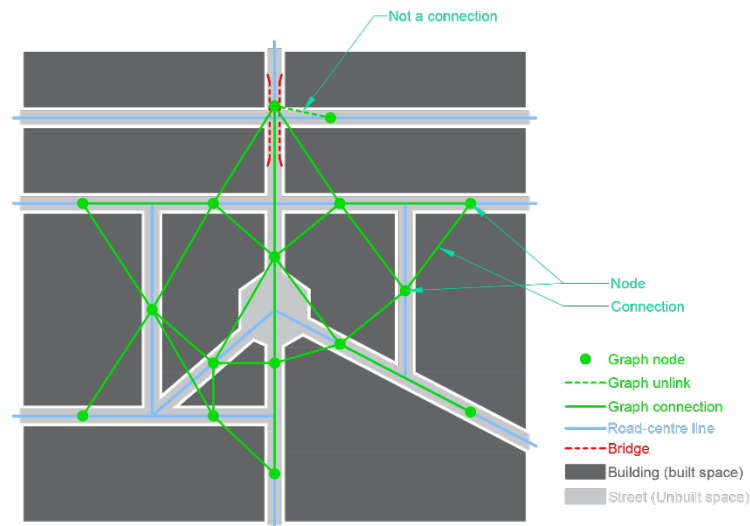 Not a connection
Node
Connection
Graph node
Graph unlink
Graph connection
Road-centre line
Bridge
Building (built space)
Street (Unbuilt space)